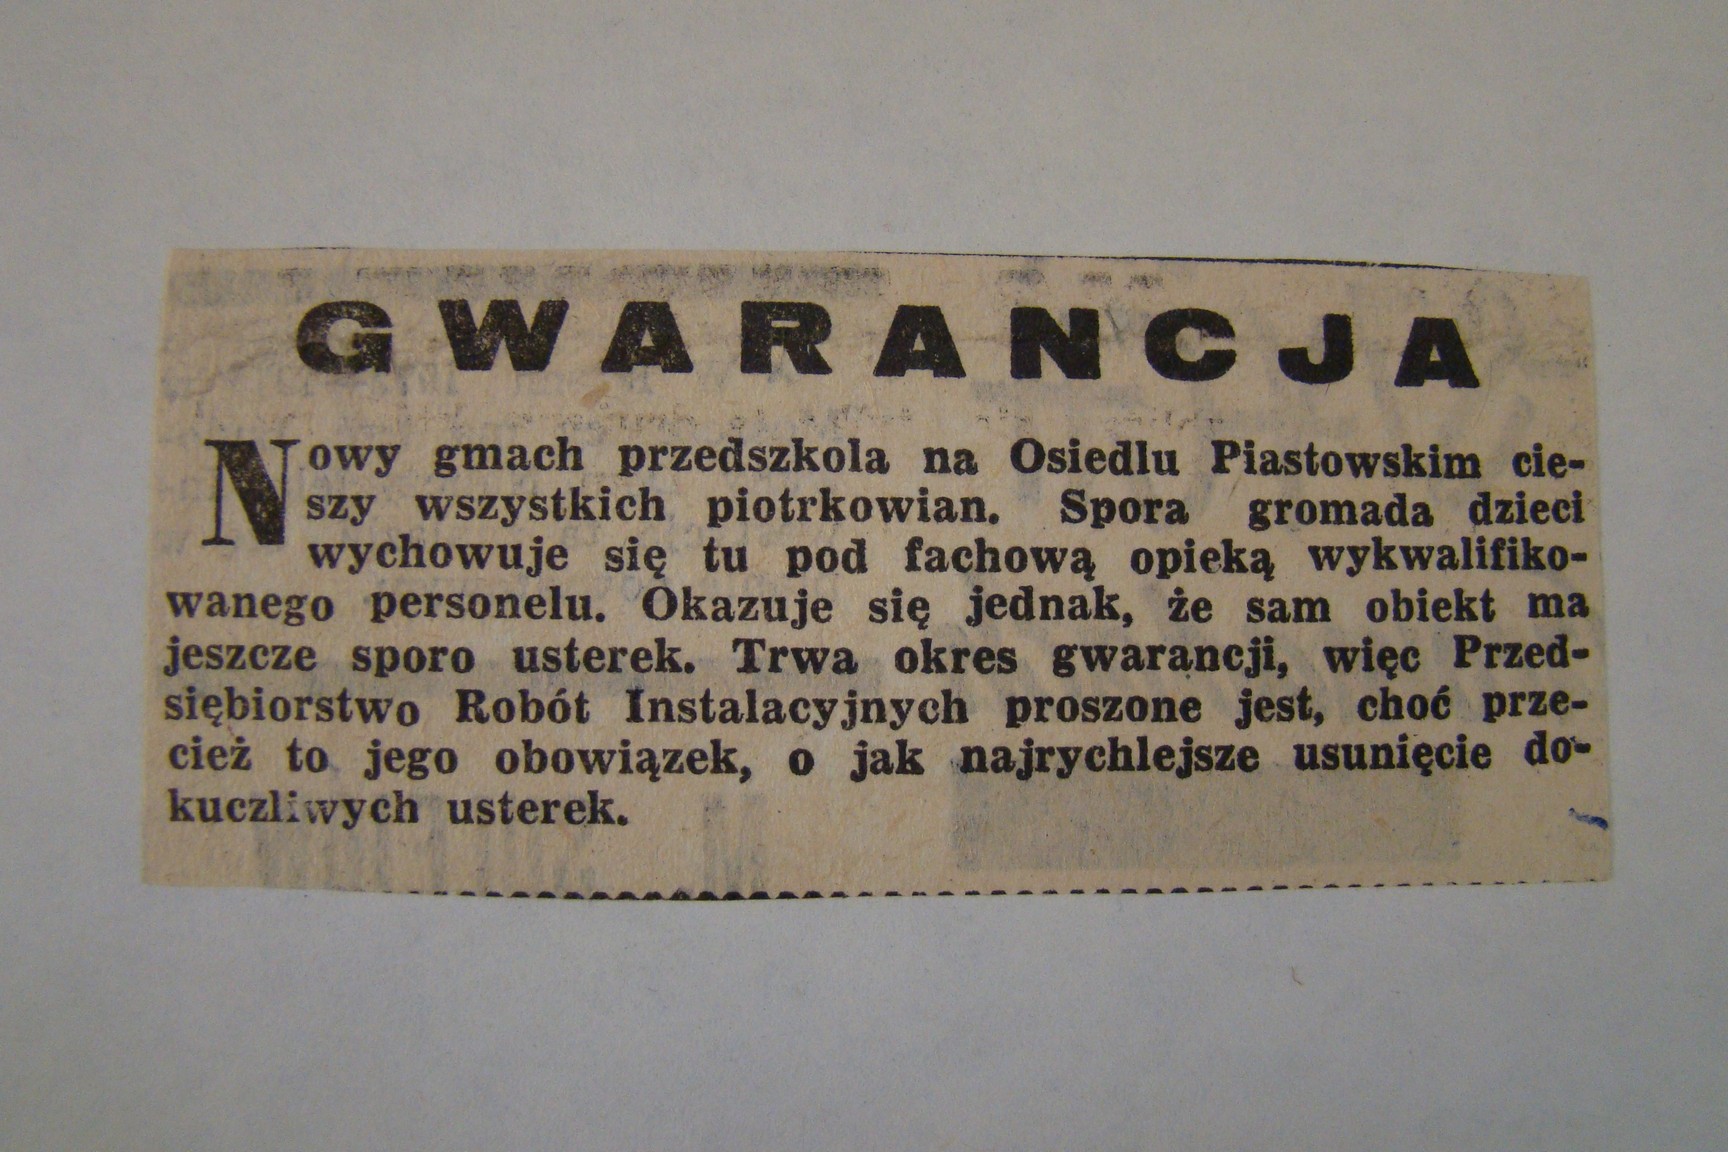 GWARANCJA
Nowy gmach przedszkola na Osiedlu Piastowskim cie-
szy wszystkich piotrkowian. Spora gromada dzieci
wychowuje się tu pod fachową opieką wykwalifiko-
wanego personelu. Okazuje się jednak, że sam obiekt ma
jeszcze sporo usterek. Trwa okres gwarancji, więc Przed-
siębiorstwo Robót Instalacyjnych proszone jest, choć prze-
cież to jego obowiązek, o jak najrychlejsze usunięcie do-
kuczliwych usterek.